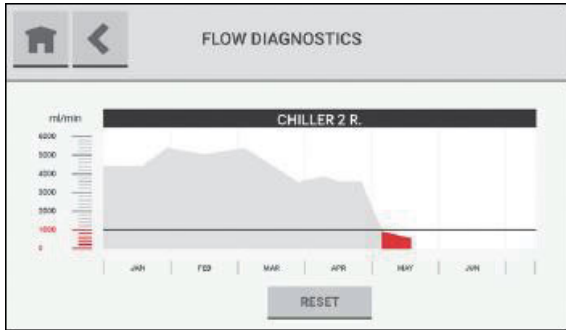 FLOW DIAGNOSTICS
ml/min
CHILLER 2 R.
6000
5000
4000
3000
2000
1000
0
JAN FEB MAR APR MAY JUN
RESET